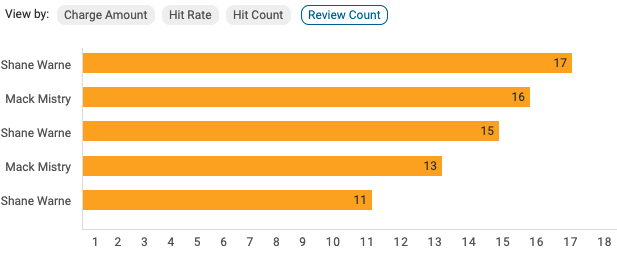 View by: Charge Amount Hit Rate Hit Count Review Count
Shane Warne 17
Mack Mistry 16
Shane Warne 15
Mack Mistry 13
Shane Warne 11
1 2 3 4 5 6 7 8 9 10 11 12 13 14 15 16 17 18